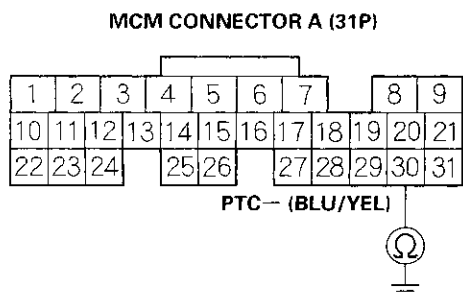 MCM CONNECTOR A (31P)
1 2 3 4 5 6 7 8 9
10 11 12 13 14 15 16 17 18 19 20 21
22 23 24 25 26 27 28 29 30 31
PTC— (BLU/YEL)
Ω